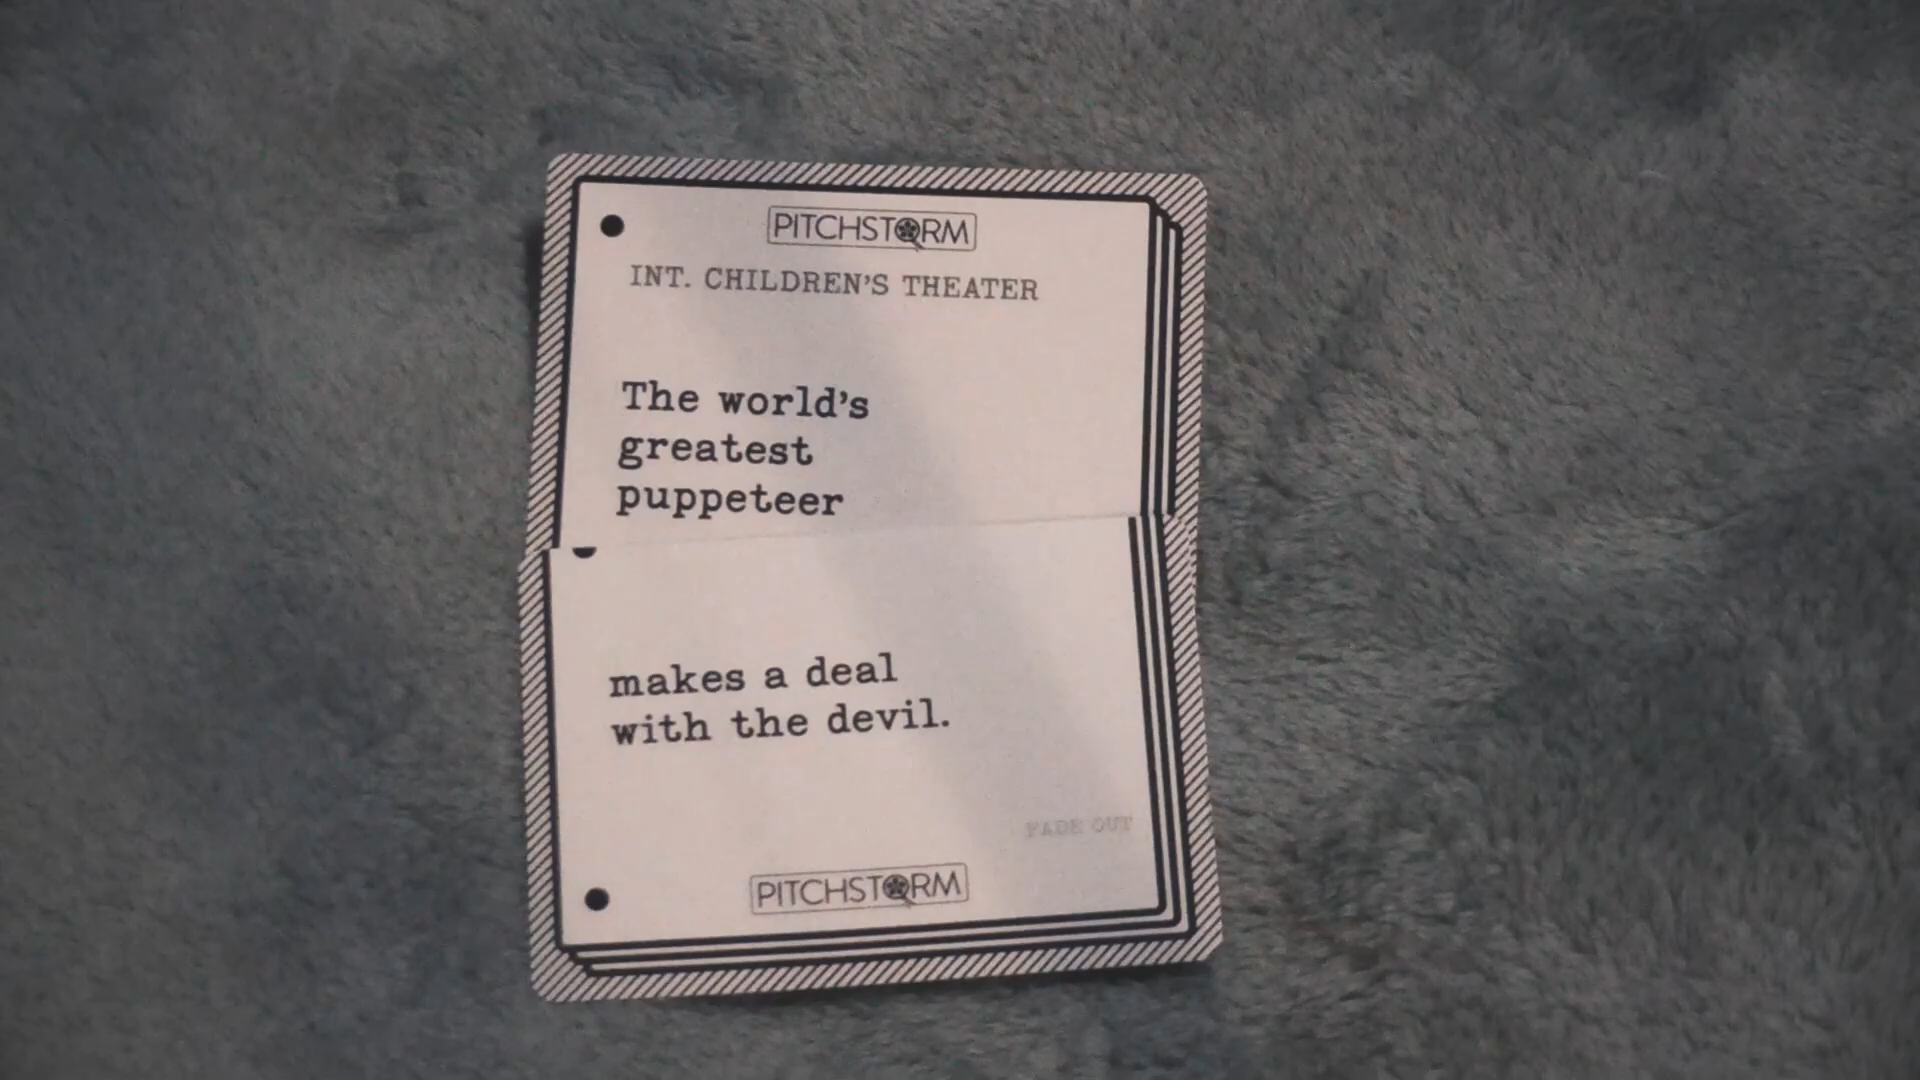 PITCHSTORM
INT. CHILDREN'S THEATER
The world's
greatest
puppeteer
makes a deal
with the devil.
FADE OUT
PITCHSTORM